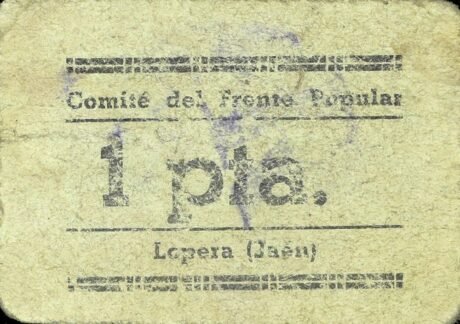 Comité del Frente Popular
1 pta.
Lopera (Jaén)